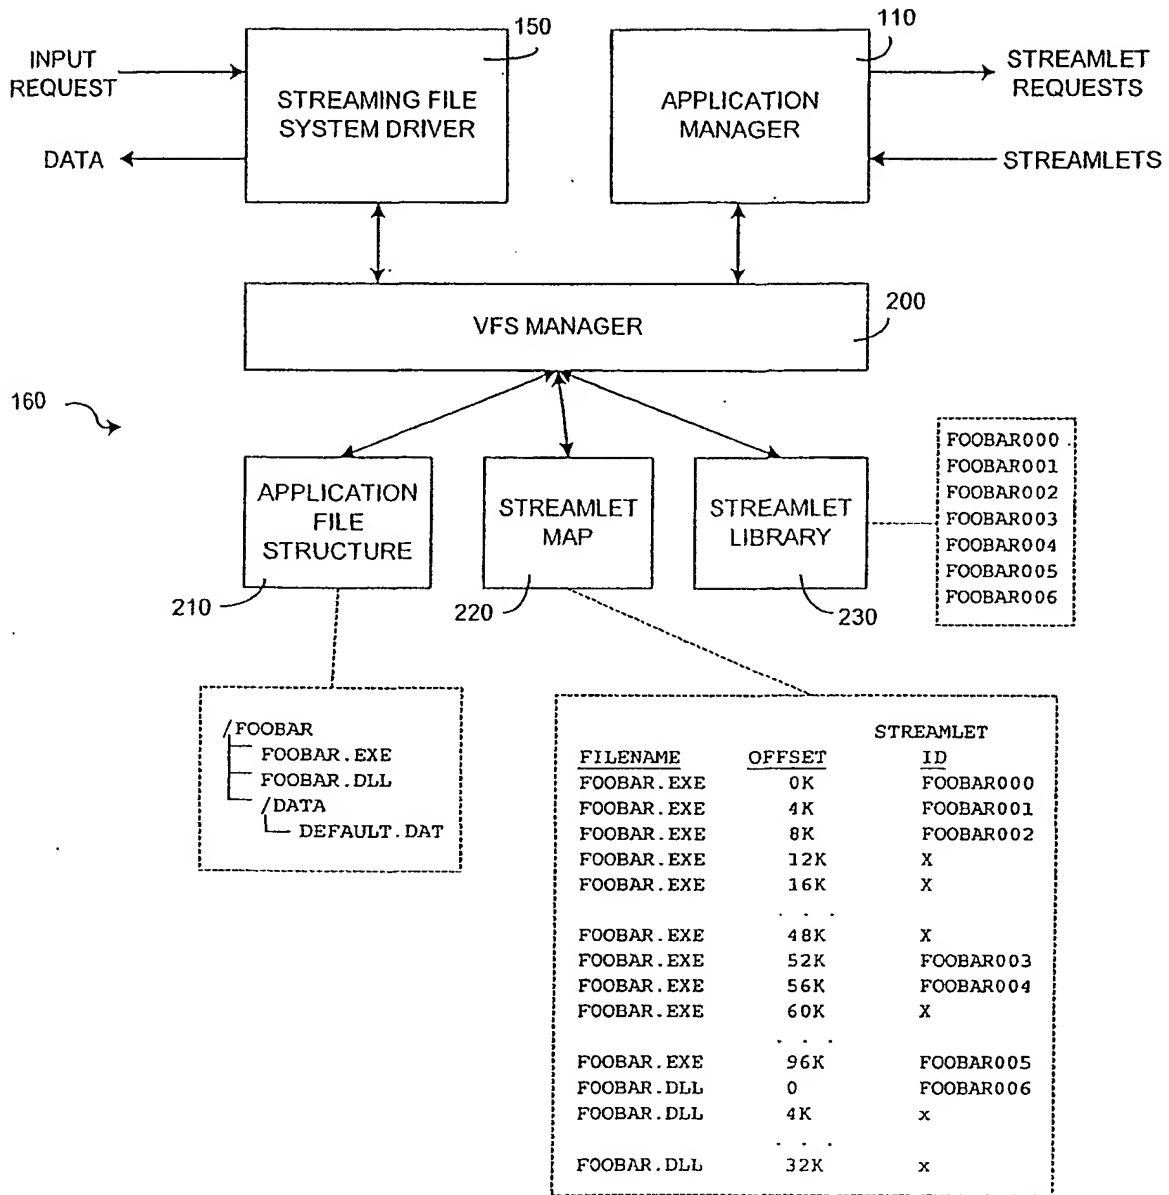 150
110
INPUT
REQUEST
STREAMING FILE
SYSTEM DRIVER
DATA
APPLICATION
MANAGER
STREAMLET
REQUESTS
STREAMLETS
VFS MANAGER
200
160
APPLICATION
FILE
STRUCTURE
210
STREAMLET
MAP
220
STREAMLET
LIBRARY
230
FOOBAR000
FOOBAR001
FOOBAR002
FOOBAR003
FOOBAR004
FOOBAR005
FOOBAR006
/FOOBAR
FOOBAR.EXE
FOOBAR.DLL
/DATA
DEFAULT.DAT
STREAMLET
FILENAME OFFSET ID
FOOBAR.EXE 0K FOOBAR000
FOOBAR.EXE 4K FOOBAR001
FOOBAR.EXE 8K FOOBAR002
FOOBAR.EXE 12K X
FOOBAR.EXE 16K X
. . .
FOOBAR.EXE 48K X
FOOBAR.EXE 52K FOOBAR003
FOOBAR.EXE 56K FOOBAR004
FOOBAR.EXE 60K X
. . .
FOOBAR.EXE 96K FOOBAR005
FOOBAR.DLL 0 FOOBAR006
FOOBAR.DLL 4K x
. . .
FOOBAR.DLL 32K x